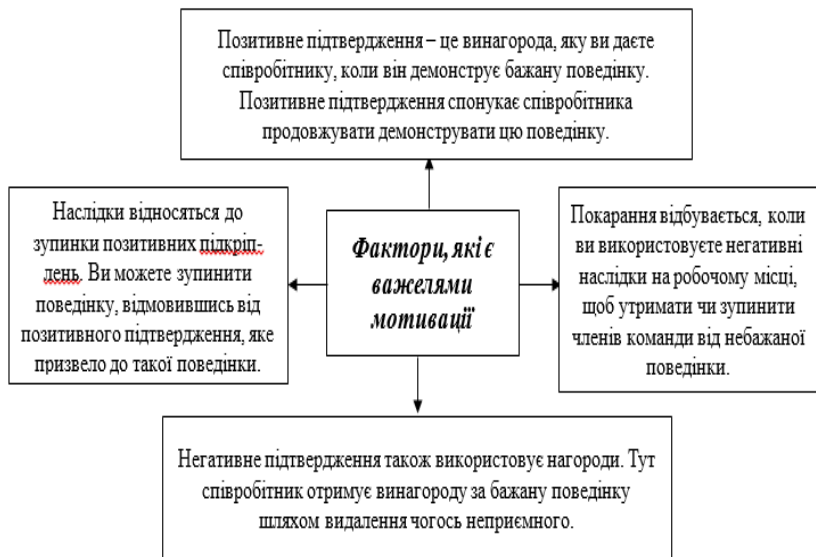 Позитивне підтвердження – це винагорода, яку ви даєте
співробітнику, коли він демонструє бажану поведінку.
Позитивне підтвердження спонукає співробітника
продовжувати демонструвати цю поведінку.
Наслідки відносяться до
зупинки позитивних підкріп-
лень. Ви можете зупинити
поведінку, відмовившись від
позитивного підтвердження, яке
призвело до такої поведінки.
Фактори, які є
важелями
мотивації
Покарання відбувається, коли
ви використовуєте негативні
наслідки на робочому місці,
щоб утримати чи зупинити
членів команди від небажаної
поведінки.
Негативне підтвердження також використовує нагороди. Тут
співробітник отримує винагороду за бажану поведінку
шляхом видалення чогось неприємного.